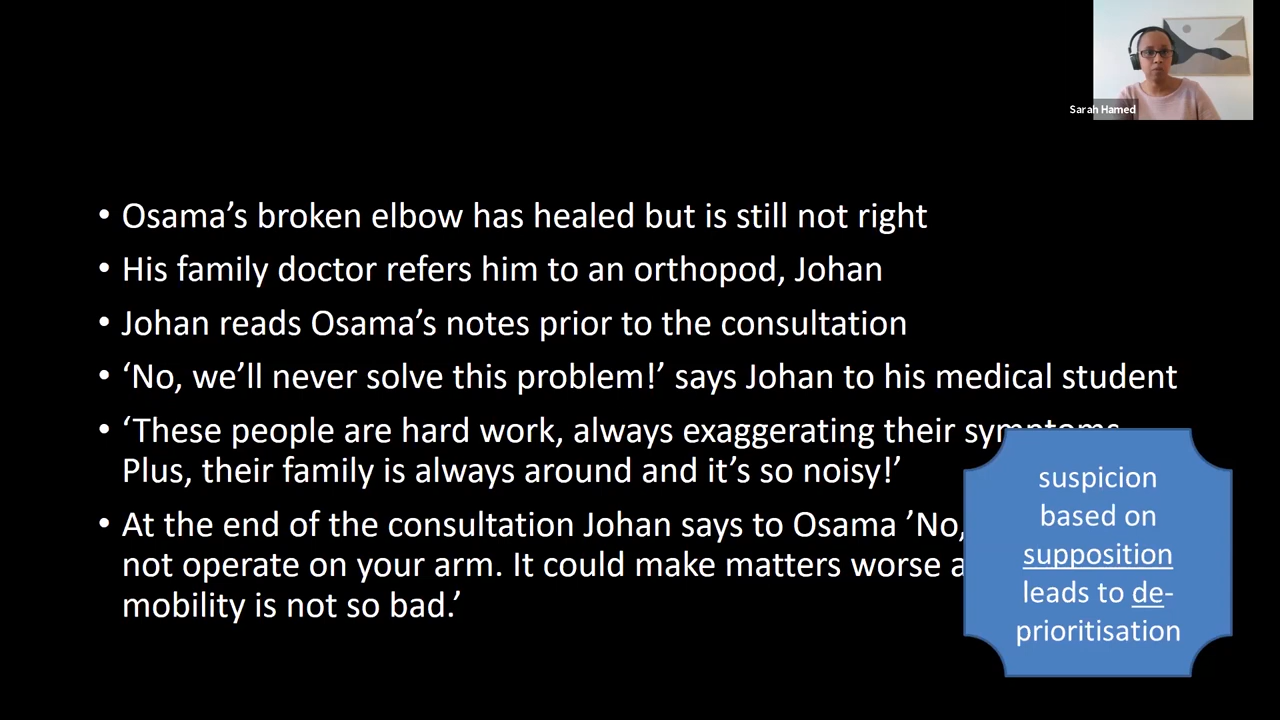 Sarah Hamed
• Osama’s broken elbow has healed but is still not right
• His family doctor refers him to an orthopod, Johan
• Johan reads Osama’s notes prior to the consultation
• ‘No, we’ll never solve this problem!’ says Johan to his medical student
• ‘These people are hard work, always exaggerating their symptoms.
Plus, their family is always around and it’s so noisy!’
• At the end of the consultation Johan says to Osama ’No,
not operate on your arm. It could make matters worse
mobility is not so bad.’
suspicion
based on
supposition
leads to de-
prioritisation